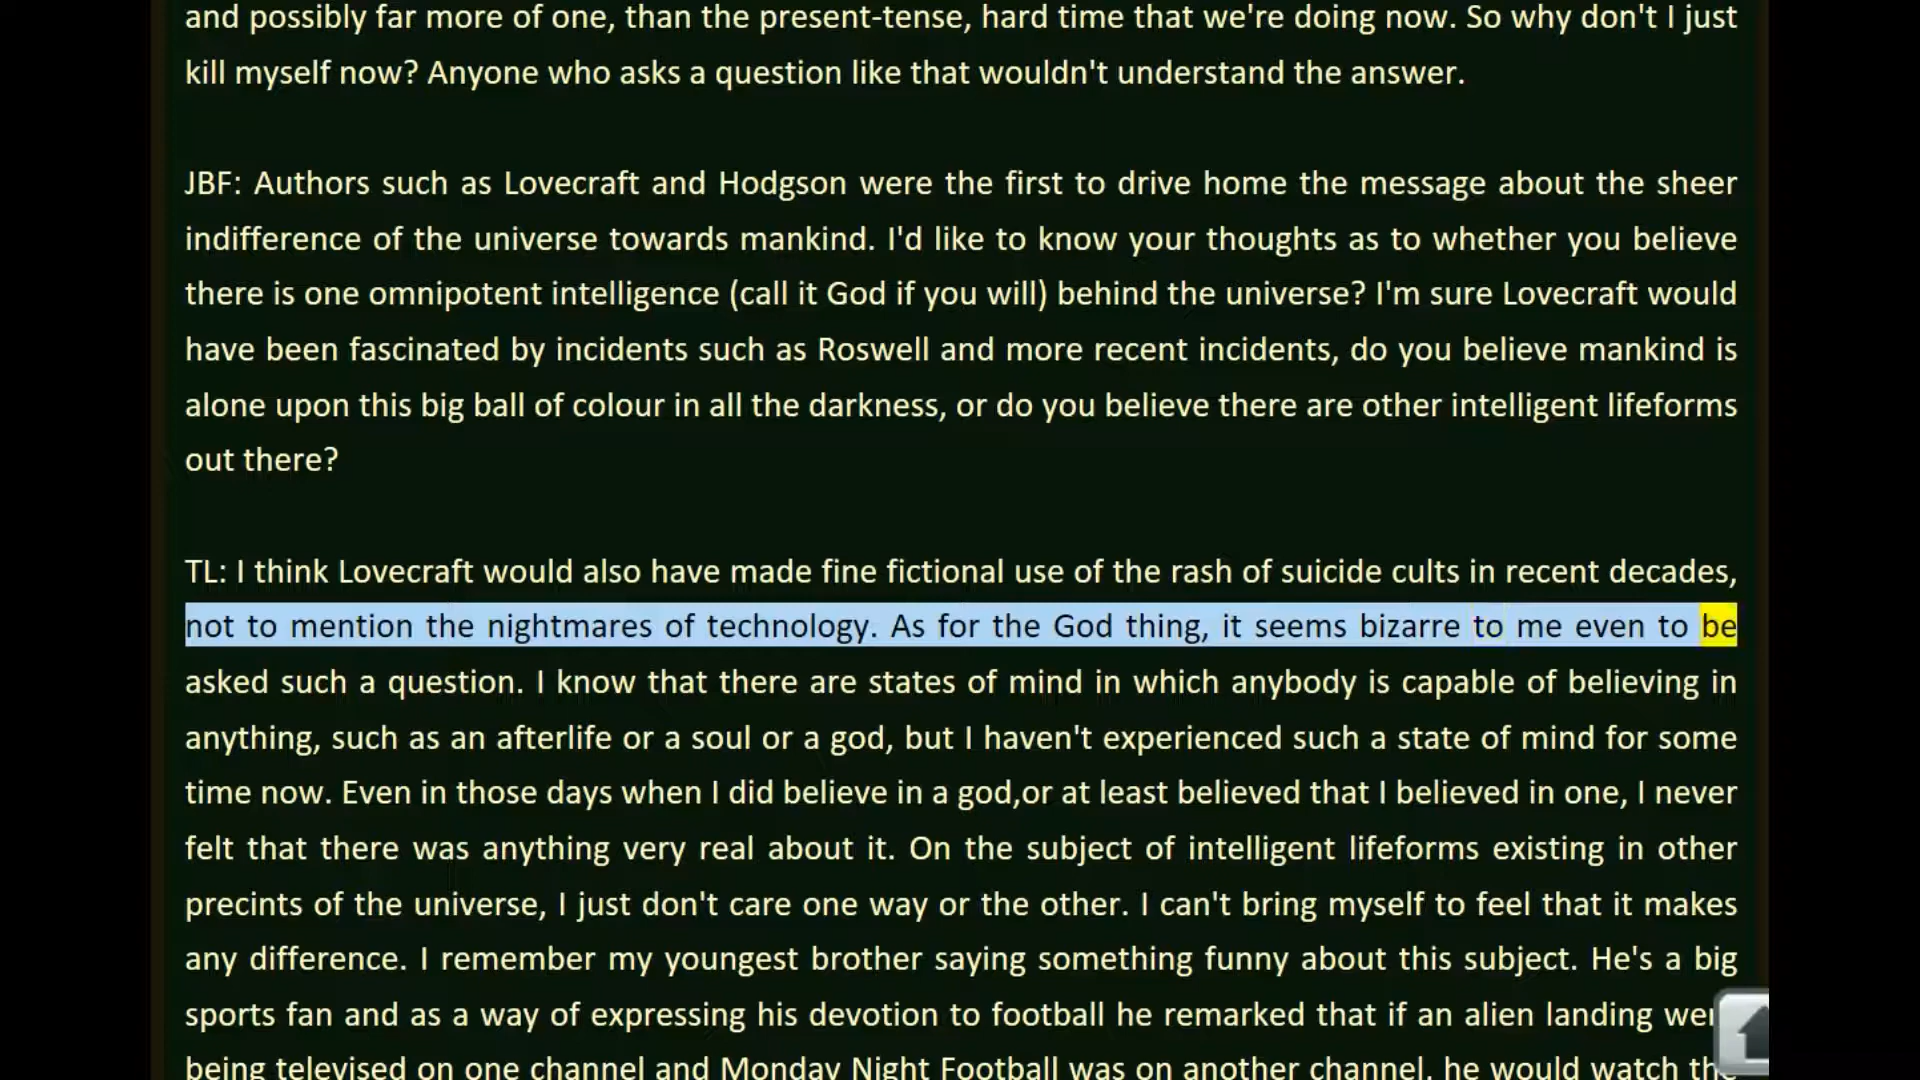 and possibly far more of one, than the present-tense, hard time that we're doing now. So why don't I just
kill myself now? Anyone who asks a question like that wouldn't understand the answer.
JBF: Authors such as Lovecraft and Hodgson were the first to drive home the message about the sheer
indifference of the universe towards mankind. I'd like to know your thoughts as to whether you believe
there is one omnipotent intelligence (call it God if you will) behind the universe? I'm sure Lovecraft would
have been fascinated by incidents such as Roswell and more recent incidents, do you believe mankind is
alone upon this big ball of colour in all the darkness, or do you believe there are other intelligent lifeforms
out there?
TL: I think Lovecraft would also have made fine fictional use of the rash of suicide cults in recent decades,
not to mention the nightmares of technology. As for the God thing, it seems bizarre to me even to be
asked such a question. I know that there are states of mind in which anybody is capable of believing in
anything, such as an afterlife or a soul or a god, but I haven't experienced such a state of mind for some
time now. Even in those days when I did believe in a god,or at least believed that I believed in one, I never
felt that there was anything very real about it. On the subject of intelligent lifeforms existing in other
precints of the universe, I just don't care one way or the other. I can't bring myself to feel that it makes
any difference. I remember my youngest brother saying something funny about this subject. He's a big
sports fan and as a way of expressing his devotion to football he remarked that if an alien landing were
being televised on one channel and Monday Night Football was on another channel, he would watch the